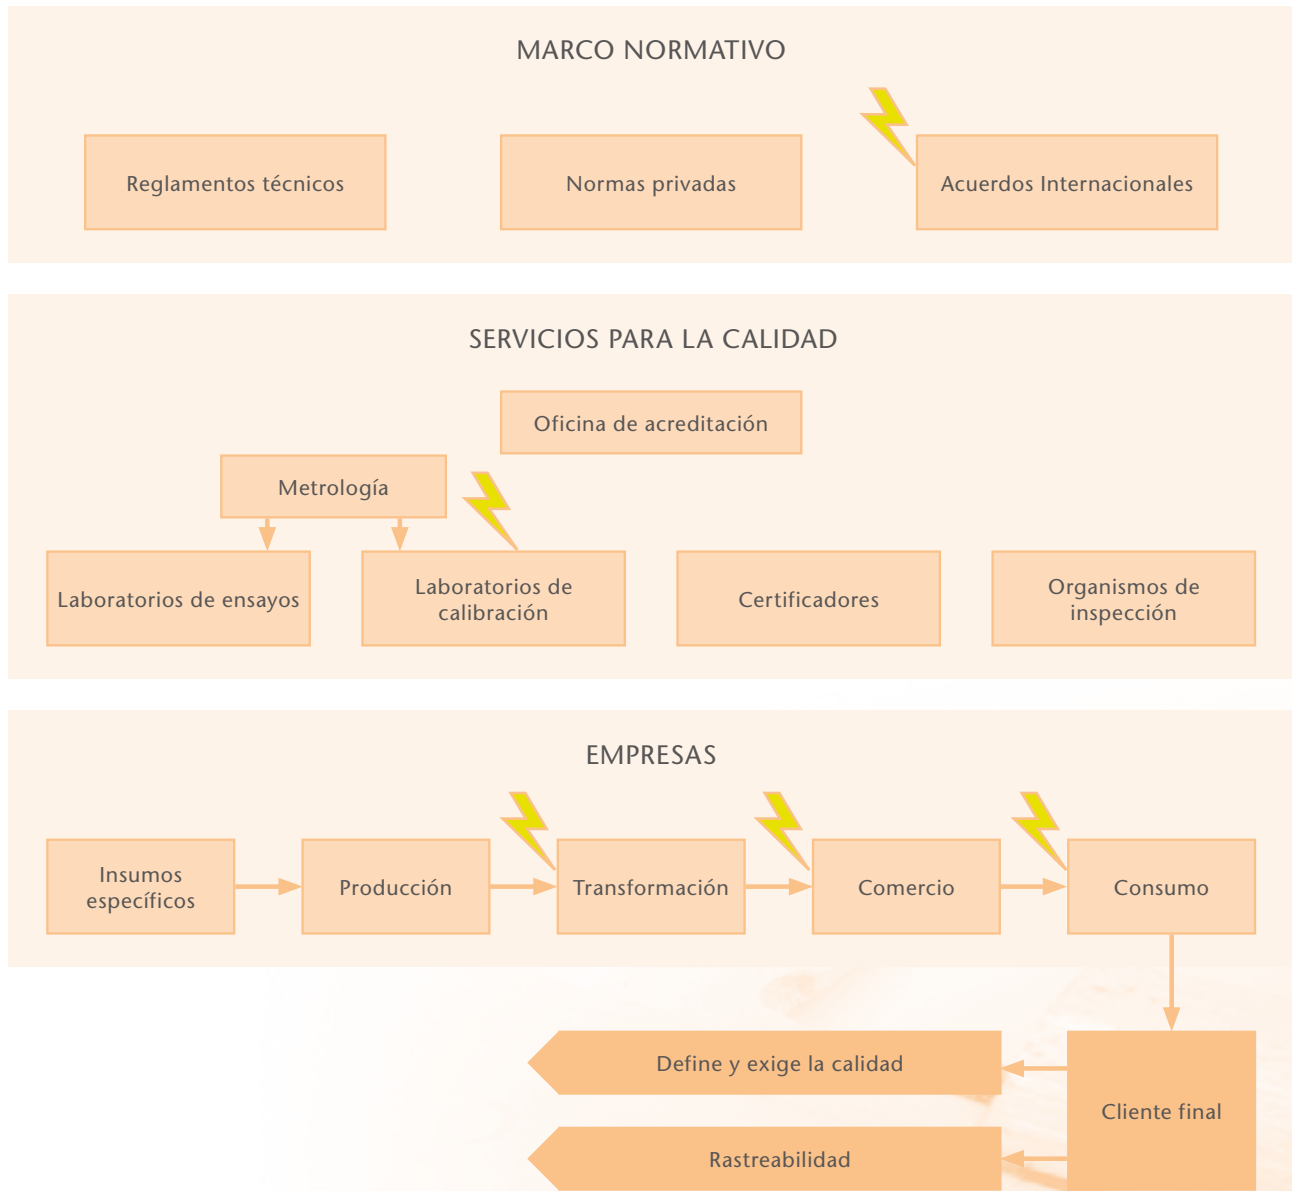 MARCO NORMATIVO
Reglamentos técnicos
Normas privadas
Acuerdos Internacionales
SERVICIOS PARA LA CALIDAD
Oficina de acreditación
Metrología
Laboratorios de ensayos
Laboratorios de
calibración
Certificadores
Organismos de
inspección
EMPRESAS
Insumos
específicos
Producción
Transformación
Comercio
Consumo
Define y exige la calidad
Cliente final
Rastreabilidad